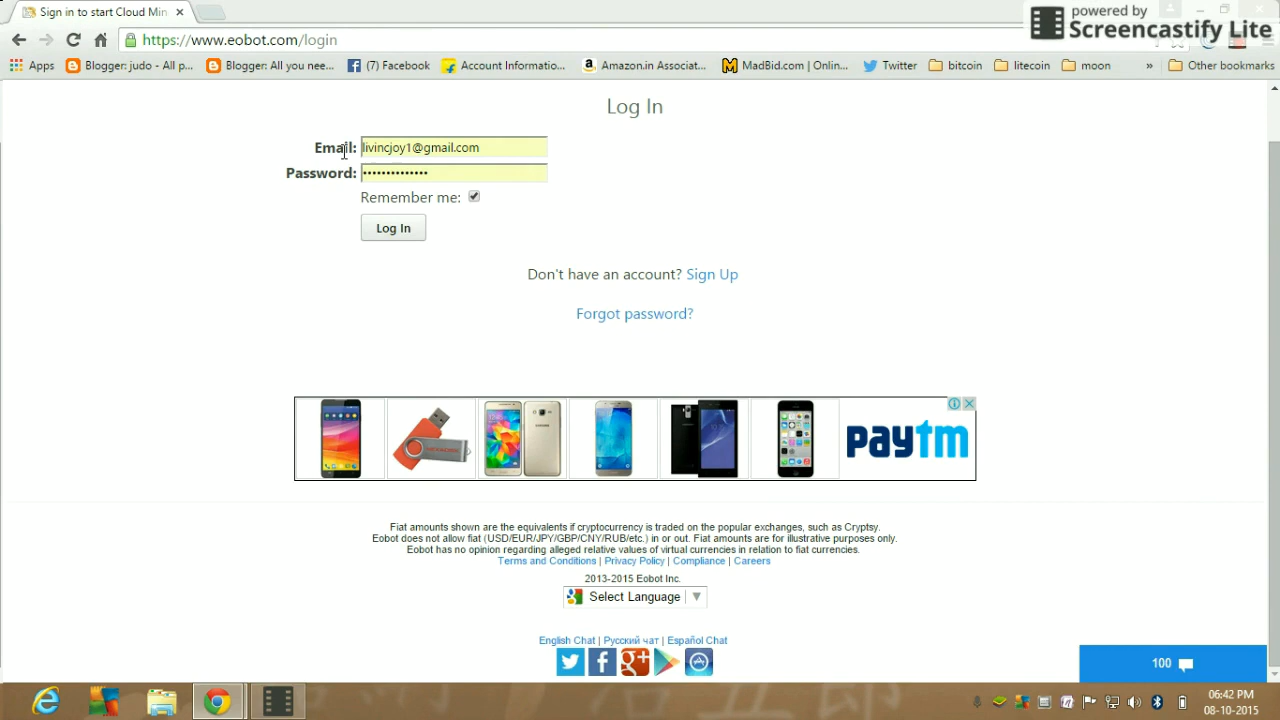 Sign in to start Cloud Min
powered by
Screencastify Lite
https://www.eobot.com/login
Apps
Blogger: judo - All p...
Blogger: All you nee...
(7) Facebook
Account Informatio...
Amazon.in Associat...
MadBid.com | Onlin...
Twitter
bitcoin
litecoin
moon
»
Other bookmarks
Log In
Email: livincjoy1@gmail.com
Password: ••••••••••••••
Remember me:
Log In
Don't have an account? Sign Up
Forgot password?
paytm
Fiat amounts shown are the equivalents if cryptocurrency is traded on the popular exchanges, such as Cryptsy.
Eobot does not allow fiat (USD/EUR/JPY/GBP/CNY/RUB/etc.) in or out. Fiat amounts are for illustrative purposes only.
Eobot has no opinion regarding alleged relative values of virtual currencies in relation to fiat currencies.
Terms and Conditions | Privacy Policy | Compliance | Careers
2013-2015 Eobot Inc.
Select Language
English Chat | Русский чат | Español Chat
100
06:42 PM
08-10-2015